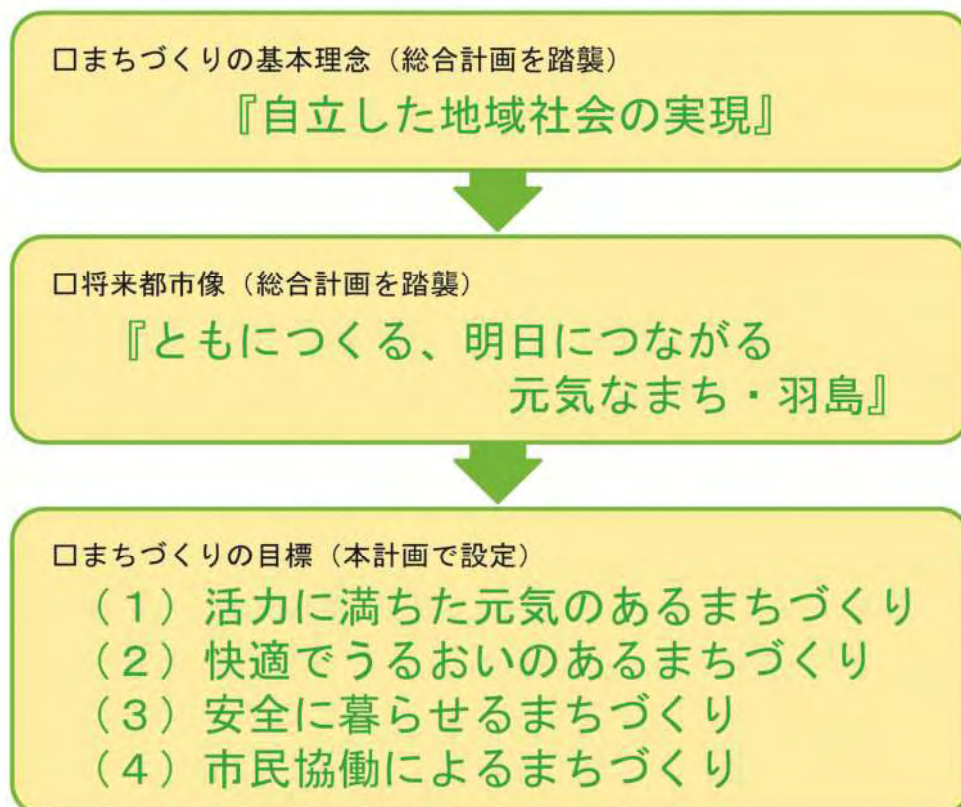 □まちづくりの基本理念（総合計画を踏襲）
『自立した地域社会の実現』
□将来都市像（総合計画を踏襲）
『ともにつくる、明日につながる
元気なまち・羽島』
□まちづくりの目標（本計画で設定）
（１）活力に満ちた元気のあるまちづくり
（２）快適でうるおいのあるまちづくり
（３）安全に暮らせるまちづくり
（４）市民協働によるまちづくり